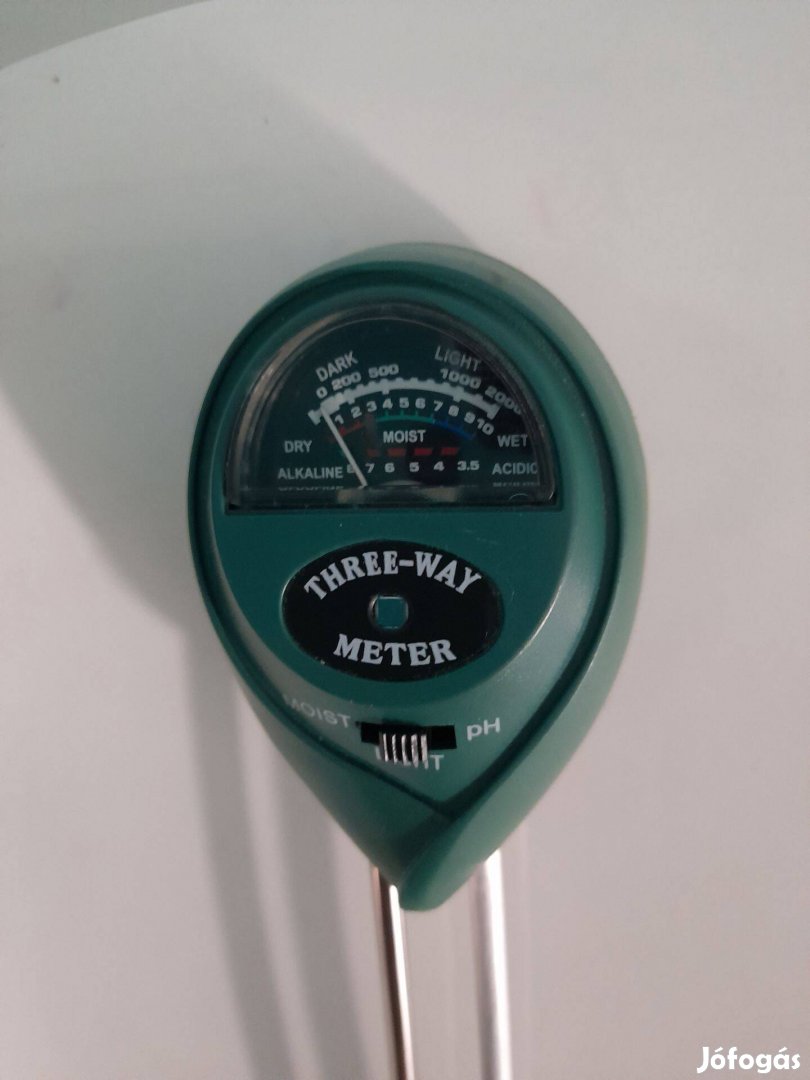 DARK LIGHT
0 200 500 1000 2000
1 2 3 4 5 6 7 8 9 10
DRY MOIST WET
ALKALINE 8 7 6 5 4 3.5 ACIDIC
THREE-WAY
METER
MOIST pH
Jófogás